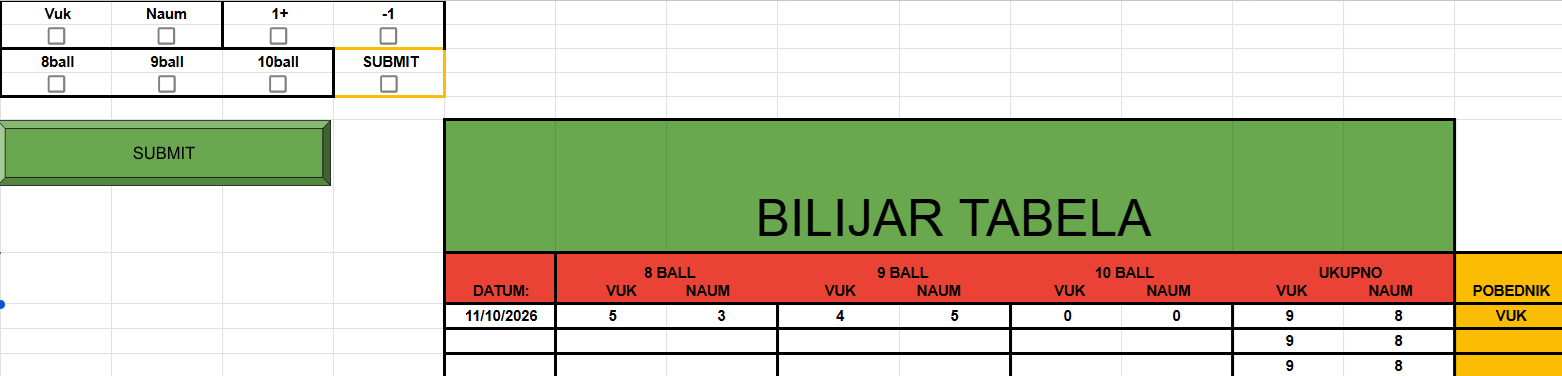 Vuk Naum 1+ -1
8ball 9ball 10ball SUBMIT
SUBMIT
BILIJAR TABELA
8 BALL 9 BALL 10 BALL UKUPNO
DATUM: VUK NAUM VUK NAUM VUK NAUM VUK NAUM POBEDNIK
11/10/2026 5 3 4 5 0 0 9 8 VUK
9 8
9 8